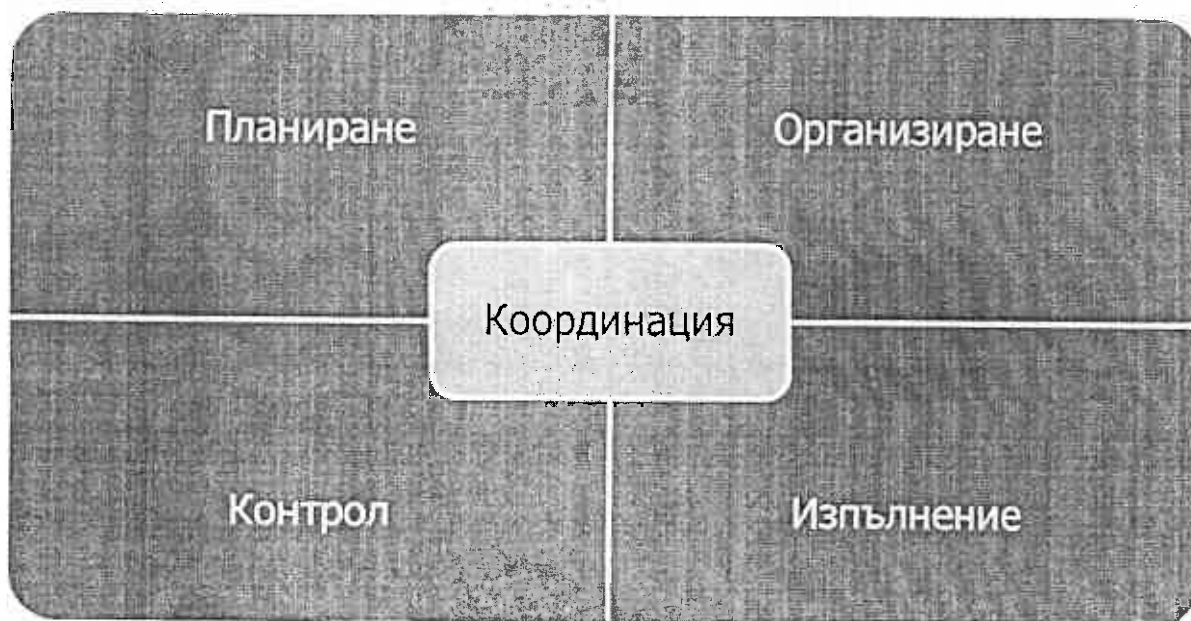 Планиране
Организиране
Координация
Контрол
Изпълнение